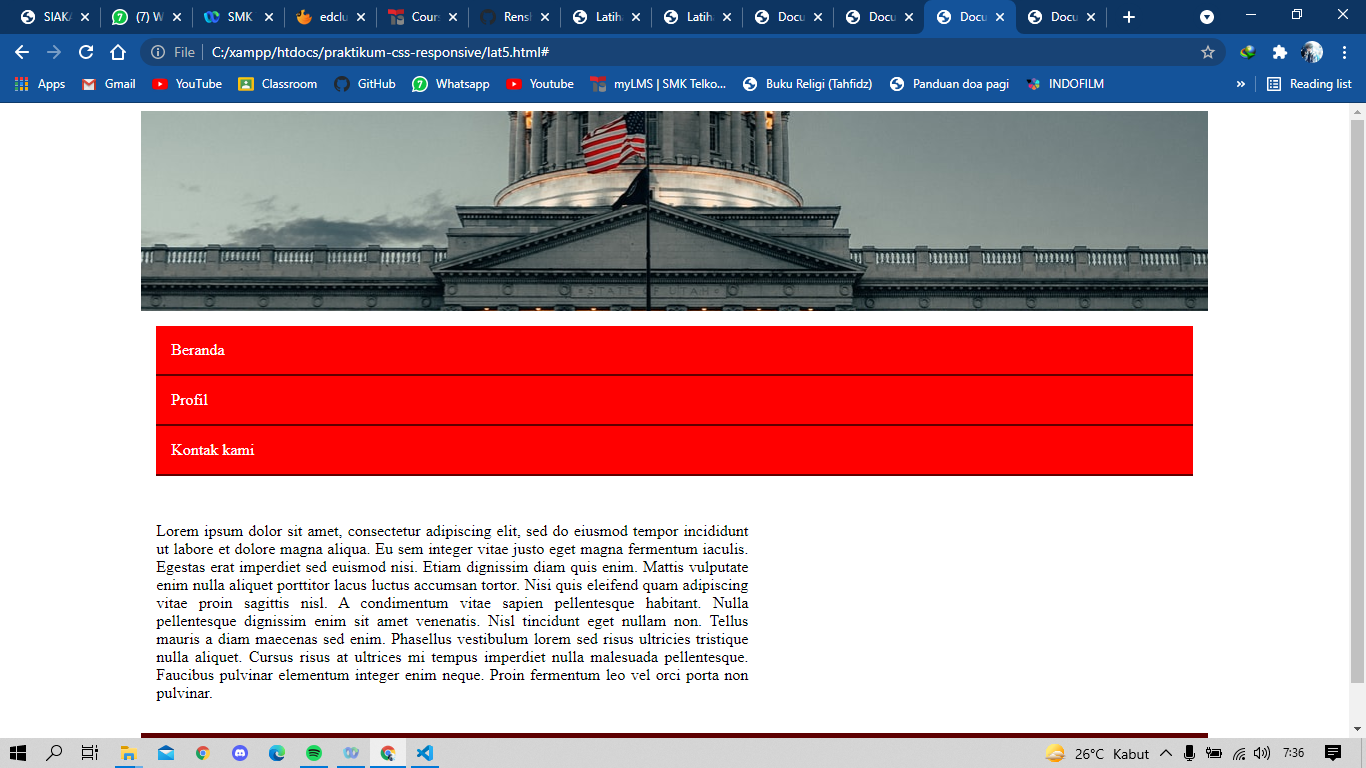 SIAK
(7) W
SMK
edclu
Cours
Rensl
Latiha
Latiha
Docu
Docu
Docu
Docu
File
C:/xampp/htdocs/praktikum-css-responsive/lat5.html#
Apps
Gmail
YouTube
Classroom
GitHub
7
Whatsapp
Youtube
myLMS | SMK Telko...
Buku Religi (Tahfidz)
Panduan doa pagi
INDOFILM
»
Reading list
STATE OF UTAH
Beranda
Profil
Kontak kami
Lorem ipsum dolor sit amet, consectetur adipiscing elit, sed do eiusmod tempor incididunt
ut labore et dolore magna aliqua. Eu sem integer vitae justo eget magna fermentum iaculis.
Egestas erat imperdiet sed euismod nisi. Etiam dignissim diam quis enim. Mattis vulputate
enim nulla aliquet porttitor lacus luctus accumsan tortor. Nisi quis eleifend quam adipiscing
vitae proin sagittis nisl. A condimentum vitae sapien pellentesque habitant. Nulla
pellentesque dignissim enim sit amet venenatis. Nisl tincidunt eget nullam non. Tellus
mauris a diam maecenas sed enim. Phasellus vestibulum lorem sed risus ultricies tristique
nulla aliquet. Cursus risus at ultrices mi tempus imperdiet nulla malesuada pellentesque.
Faucibus pulvinar elementum integer enim neque. Proin fermentum leo vel orci porta non
pulvinar.
26°C Kabut
7:36